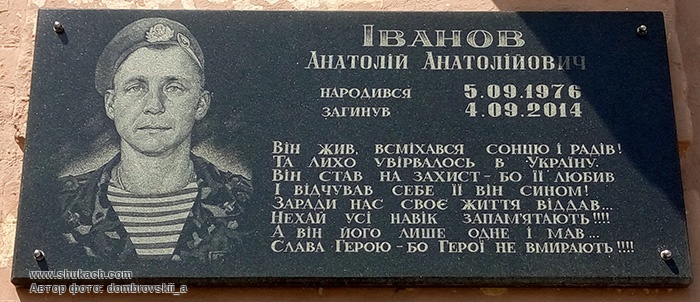 ІВАНОВ
АНАТОЛІЙ АНАТОЛІЙОВИЧ
НАРОДИВСЯ 5.09.1976
ЗАГИНУВ 4.09.2014
ВІН ЖИВ, ВСМІХАВСЯ СОНЦЮ І РАДІВ!
ТА ЛИХО УВІРВАЛОСЬ В УКРАЇНУ.
ВІН СТАВ НА ЗАХИСТ – БО ЇЇ ЛЮБИВ
І ВІДЧУВАВ СЕБЕ ЇЇ ВІН СИНОМ!
ЗАРАДИ НАС СВОЄ ЖИТТЯ ВІДДАВ...
НЕХАЙ УСІ НАВІК ЗАПАМ'ЯТАЮТЬ!!!!
А ВІН ЙОГО ЛИШЕ ОДНЕ І МАВ...
СЛАВА ГЕРОЮ – БО ГЕРОЇ НЕ ВМИРАЮТЬ!!!!
www.shukach.com
Автор фото: dombrovskii_a